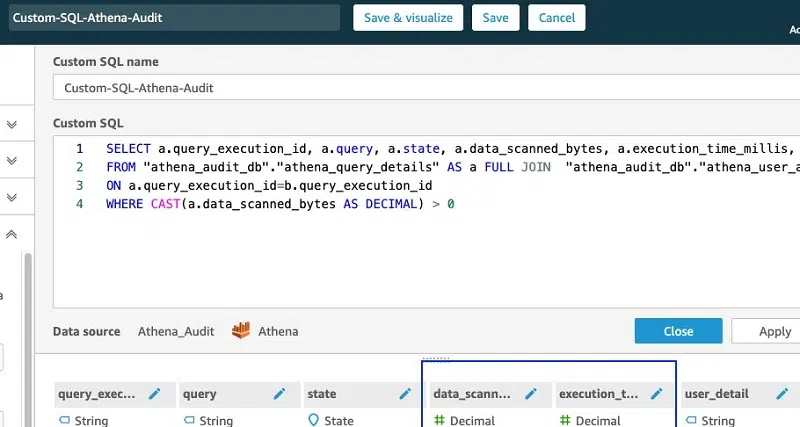 Custom-SQL-Athena-Audit Save & visualize Save Cancel
Custom SQL name
Custom-SQL-Athena-Audit
Custom SQL
1 SELECT a.query_execution_id, a.query, a.state, a.data_scanned_bytes, a.execution_time_millis,
2 FROM "athena_audit_db"."athena_query_details" AS a FULL JOIN "athena_audit_db"."athena_user_a
3 ON a.query_execution_id=b.query_execution_id
4 WHERE CAST(a.data_scanned_bytes AS DECIMAL) > 0
Data source Athena_Audit Athena Close Apply
query_exec... query state data_scann... execution_t... user_detail
String String State # Decimal # Decimal String